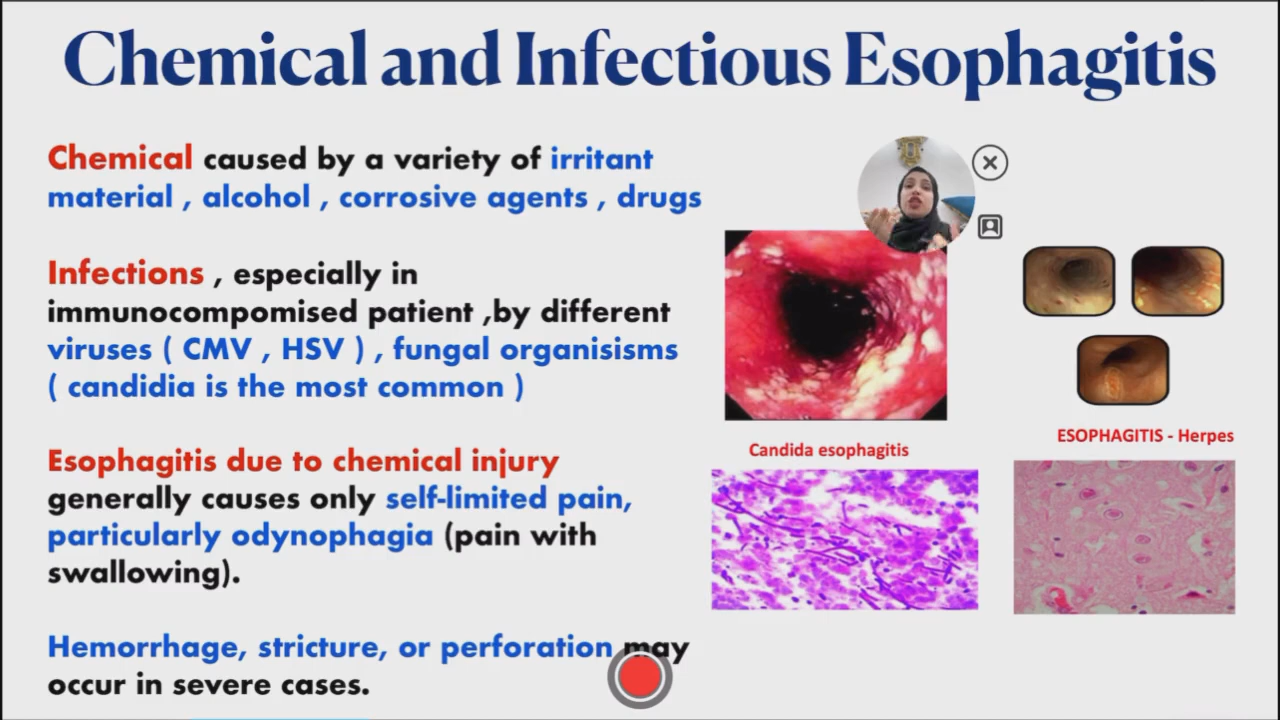 Chemical and Infectious Esophagitis
Chemical caused by a variety of irritant
material , alcohol , corrosive agents , drugs
Infections , especially in
immunocompomised patient ,by different
viruses ( CMV , HSV ) , fungal organisisms
( candidia is the most common )
Esophagitis due to chemical injury
generally causes only self-limited pain,
particularly odynophagia (pain with
swallowing).
Hemorrhage, stricture, or perforation may
occur in severe cases.
Candida esophagitis
ESOPHAGITIS - Herpes